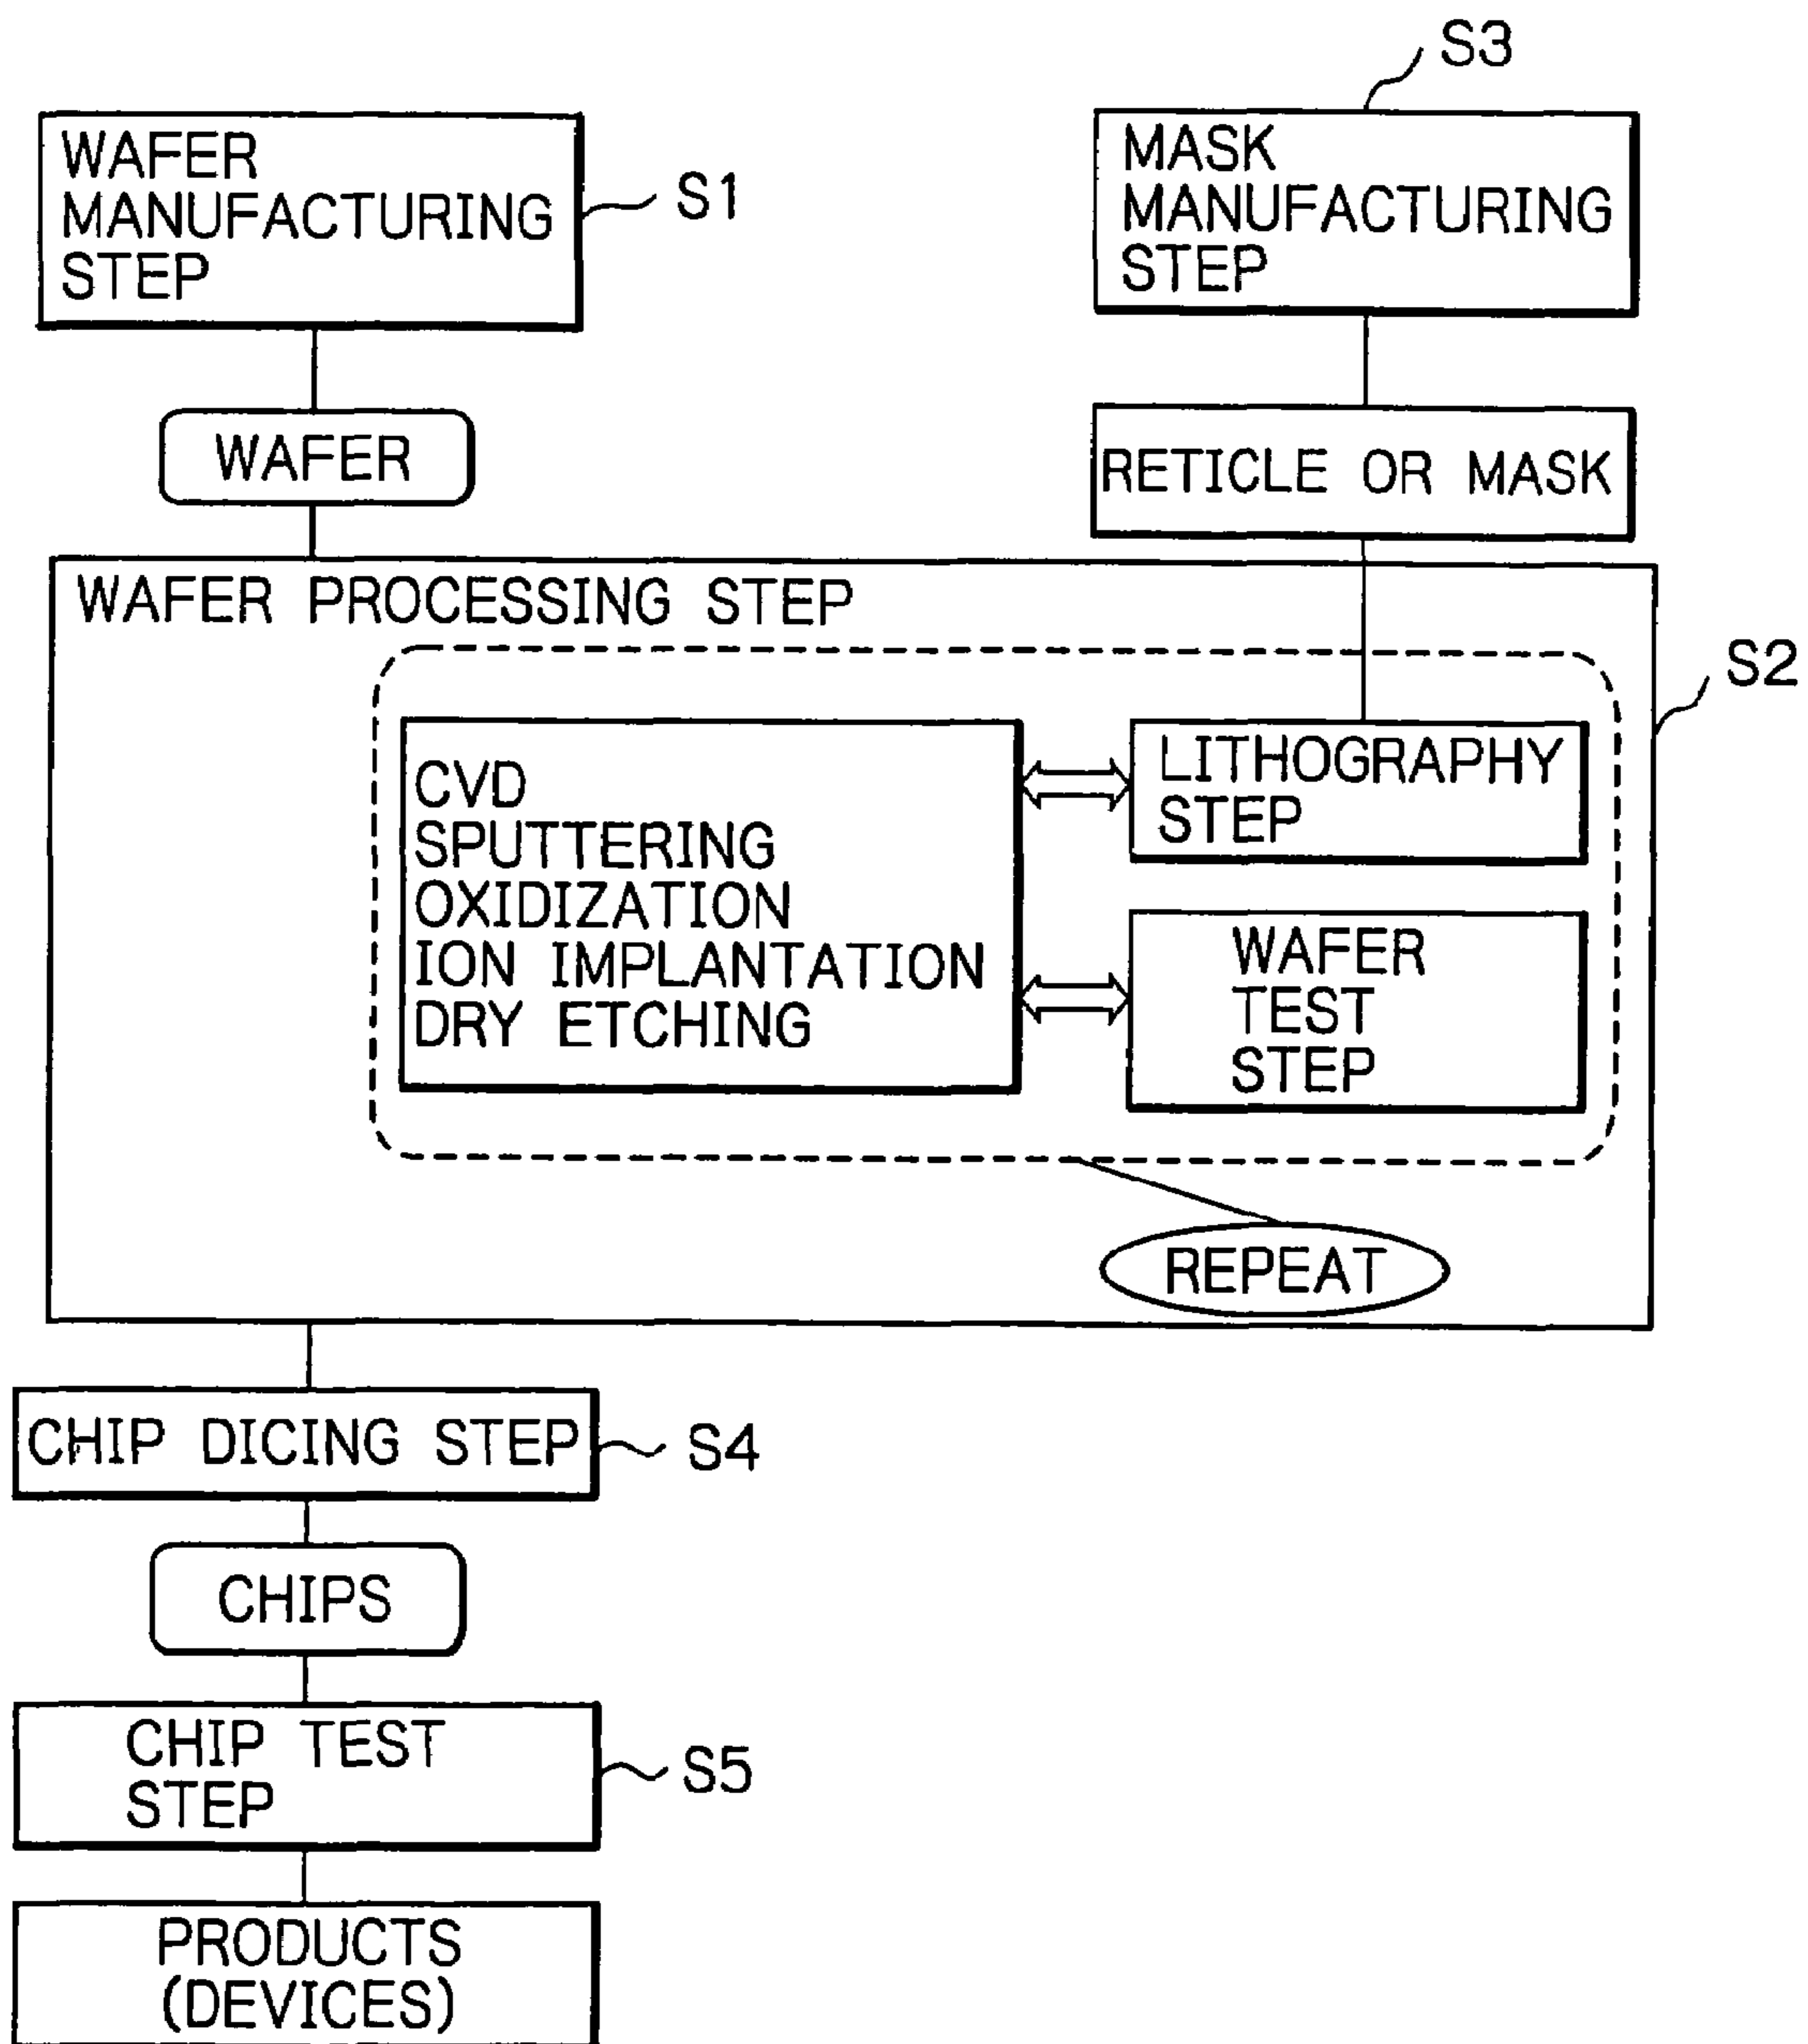 S3
WAFER
MANUFACTURING
STEP
S1
MASK
MANUFACTURING
STEP
WAFER
RETICLE OR MASK
WAFER PROCESSING STEP
S2
CVD
SPUTTERING
OXIDIZATION
ION IMPLANTATION
DRY ETCHING
LITHOGRAPHY
STEP
WAFER
TEST
STEP
REPEAT
CHIP DICING STEP
S4
CHIPS
CHIP TEST
STEP
S5
PRODUCTS
(DEVICES)